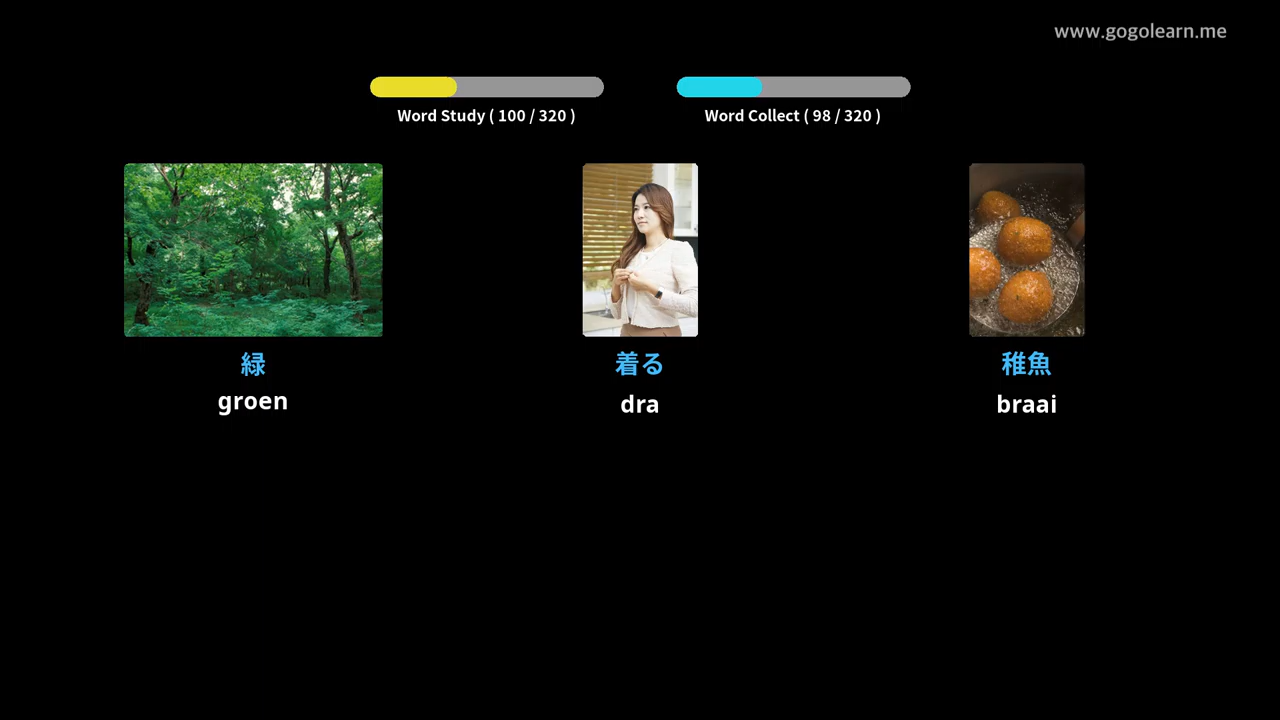 www.gogolearn.me
Word Study ( 100 / 320 )
Word Collect ( 98 / 320 )
緑
groen
着る
dra
稚魚
braai